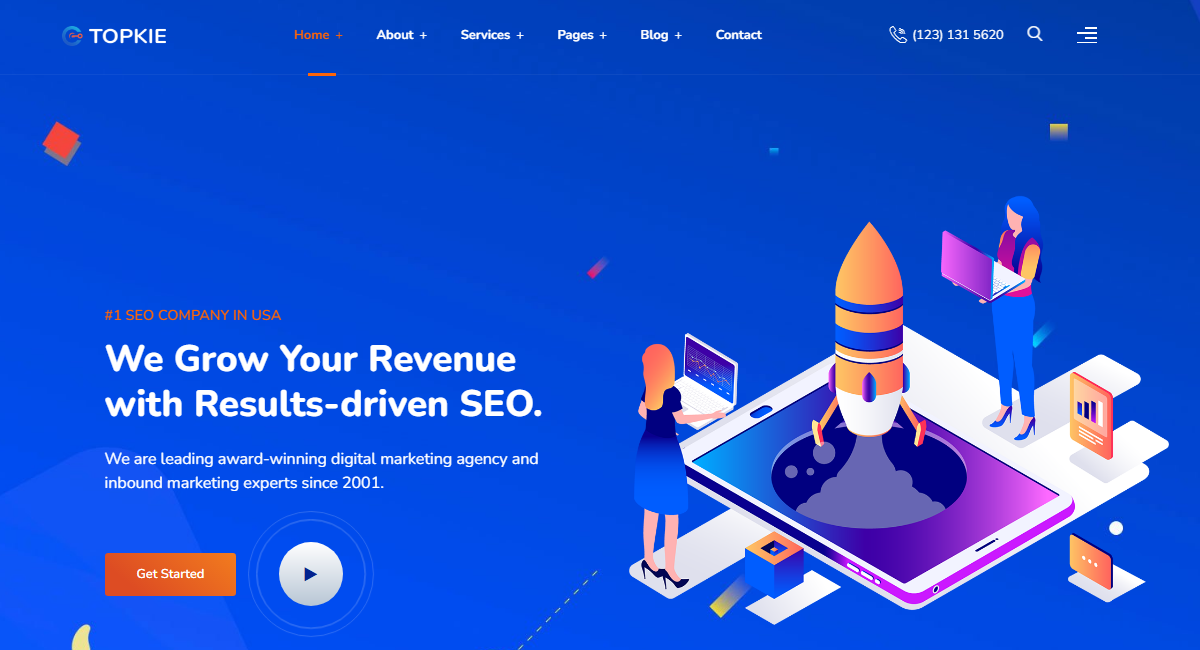 TOPKIE
Home + About + Services + Pages + Blog + Contact
(123) 131 5620
#1 SEO COMPANY IN USA
We Grow Your Revenue
with Results-driven SEO.
We are leading award-winning digital marketing agency and
inbound marketing experts since 2001.
Get Started